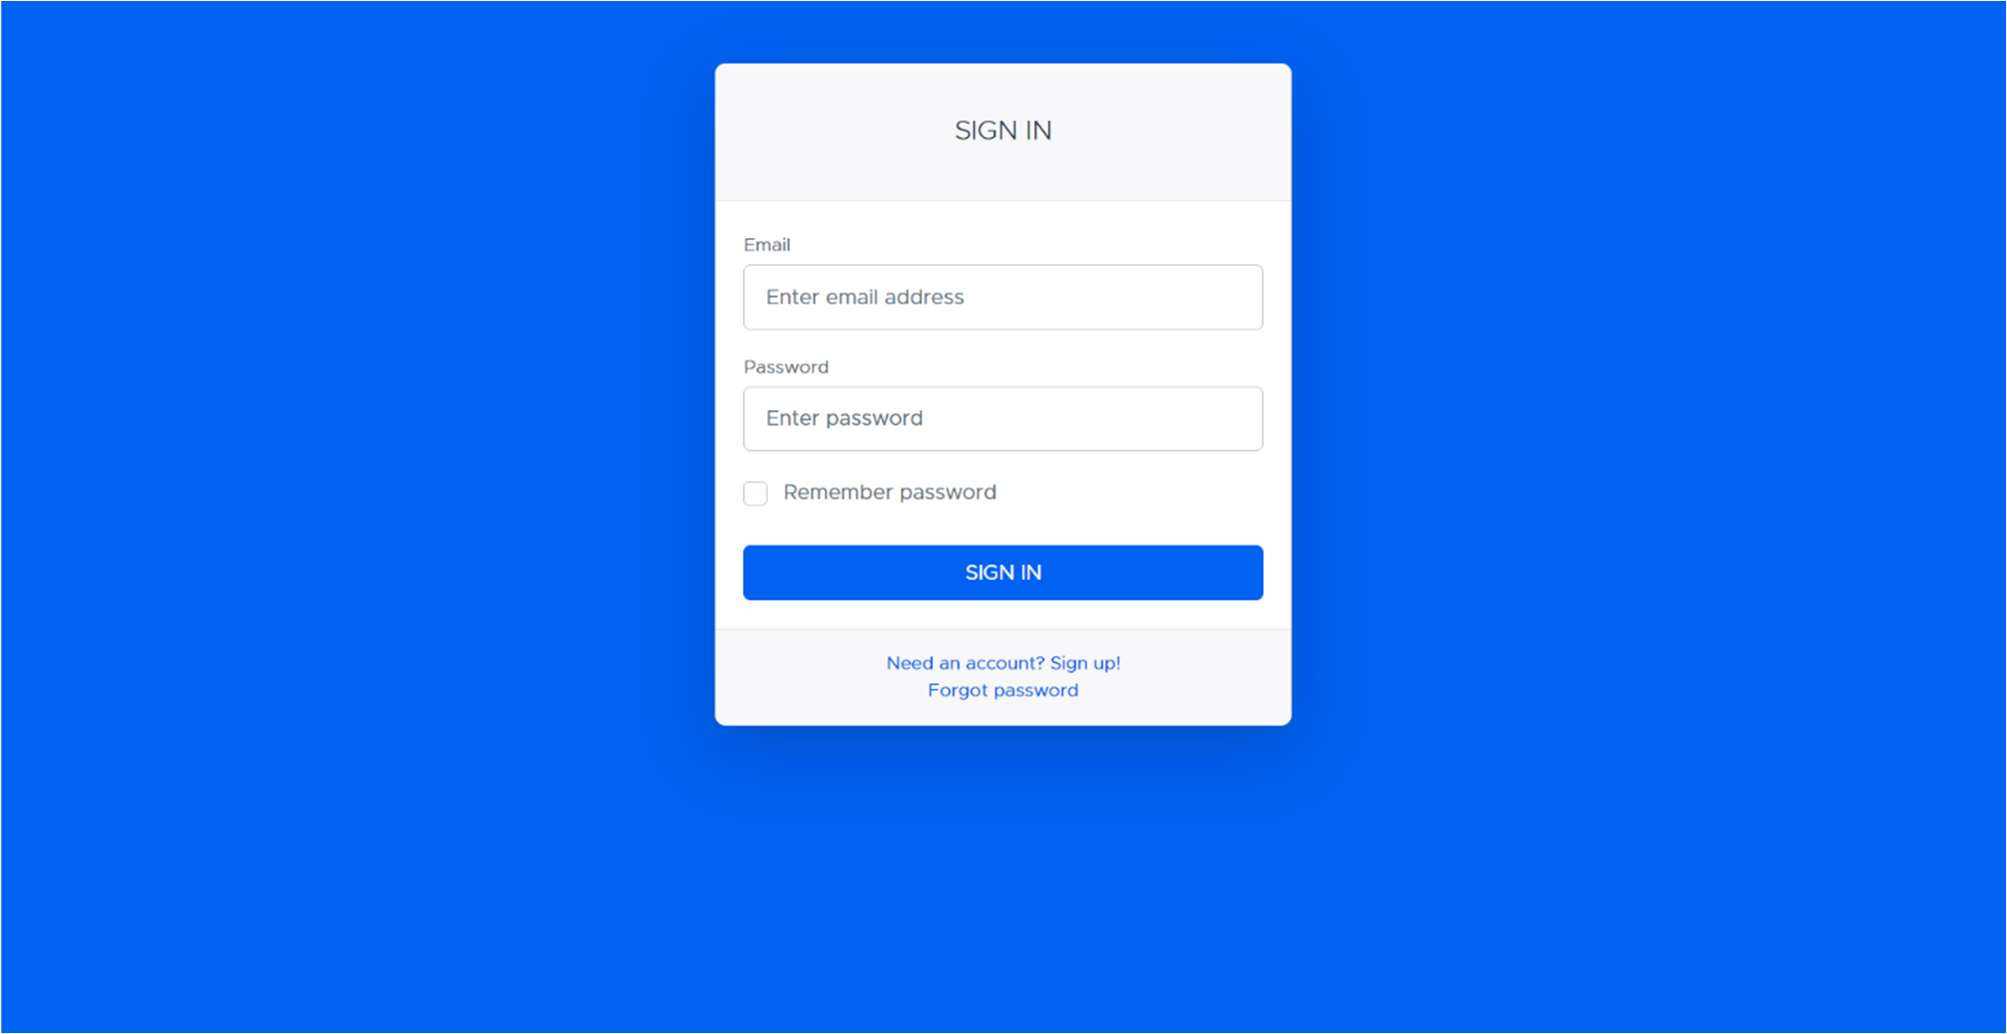 SIGN IN
Email
Enter email address
Password
Enter password
Remember password
SIGN IN
Need an account? Sign up!
Forgot password